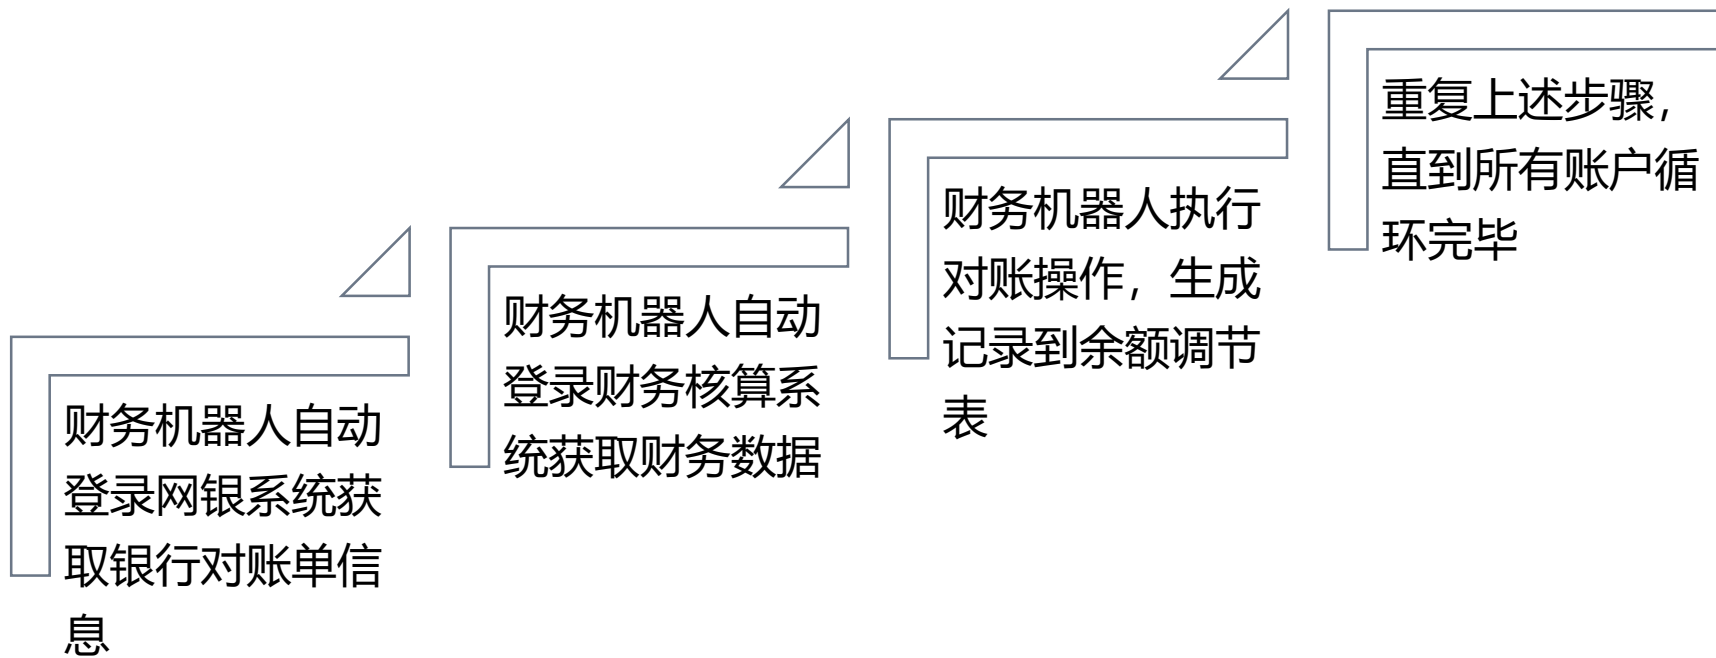 财务机器人自动
登录网银系统获
取银行对账单信
息
财务机器人自动
登录财务核算系
统获取财务数据
财务机器人执行
对账操作，生成
记录到余额调节
表
重复上述步骤，
直到所有账户循
环完毕